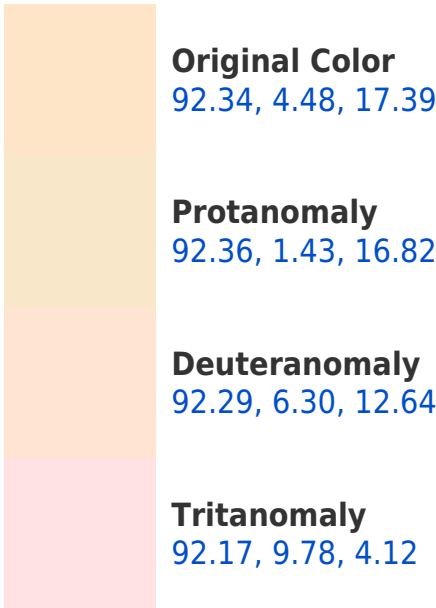 Original Color
92.34, 4.48, 17.39
Protanomaly
92.36, 1.43, 16.82
Deuteranomaly
92.29, 6.30, 12.64
Tritanomaly
92.17, 9.78, 4.12